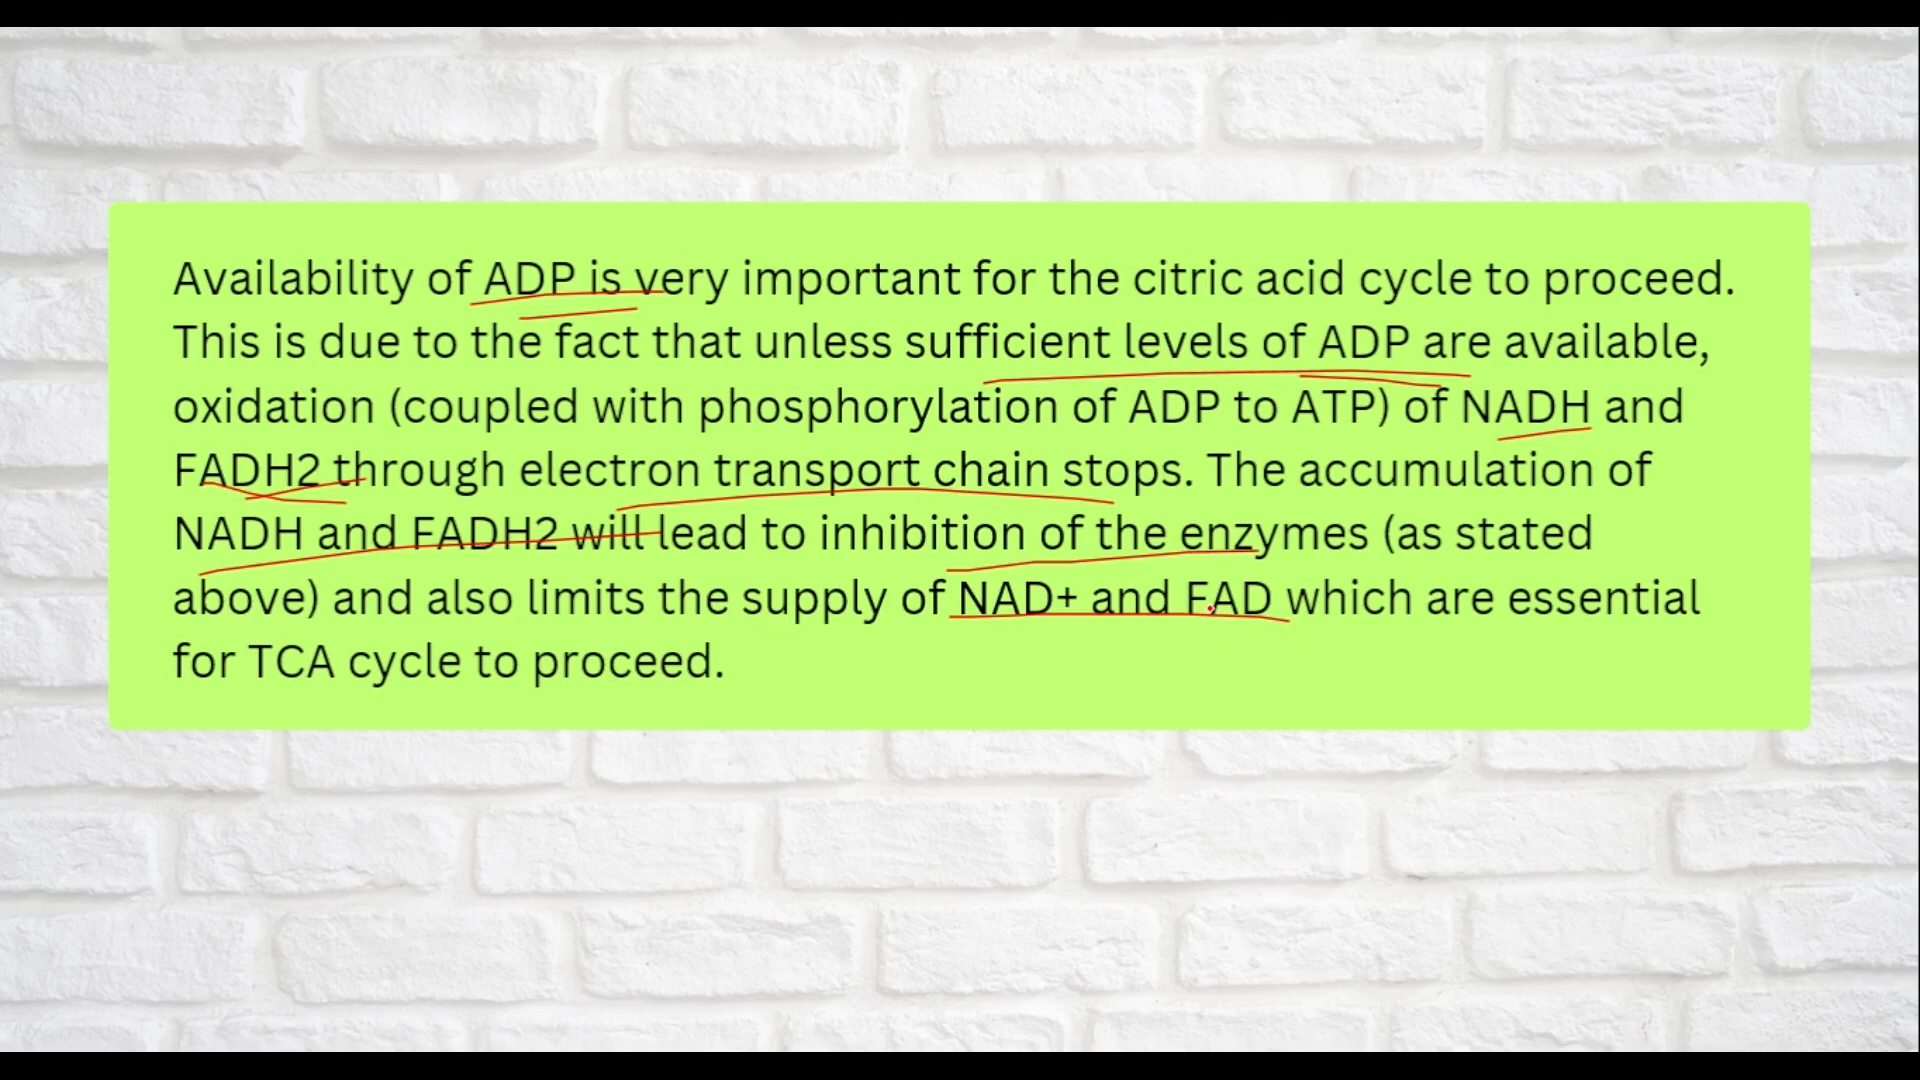 Availability of ADP is very important for the citric acid cycle to proceed.
This is due to the fact that unless sufficient levels of ADP are available,
oxidation (coupled with phosphorylation of ADP to ATP) of NADH and
FADH2 through electron transport chain stops. The accumulation of
NADH and FADH2 will lead to inhibition of the enzymes (as stated
above) and also limits the supply of NAD+ and FAD which are essential
for TCA cycle to proceed.